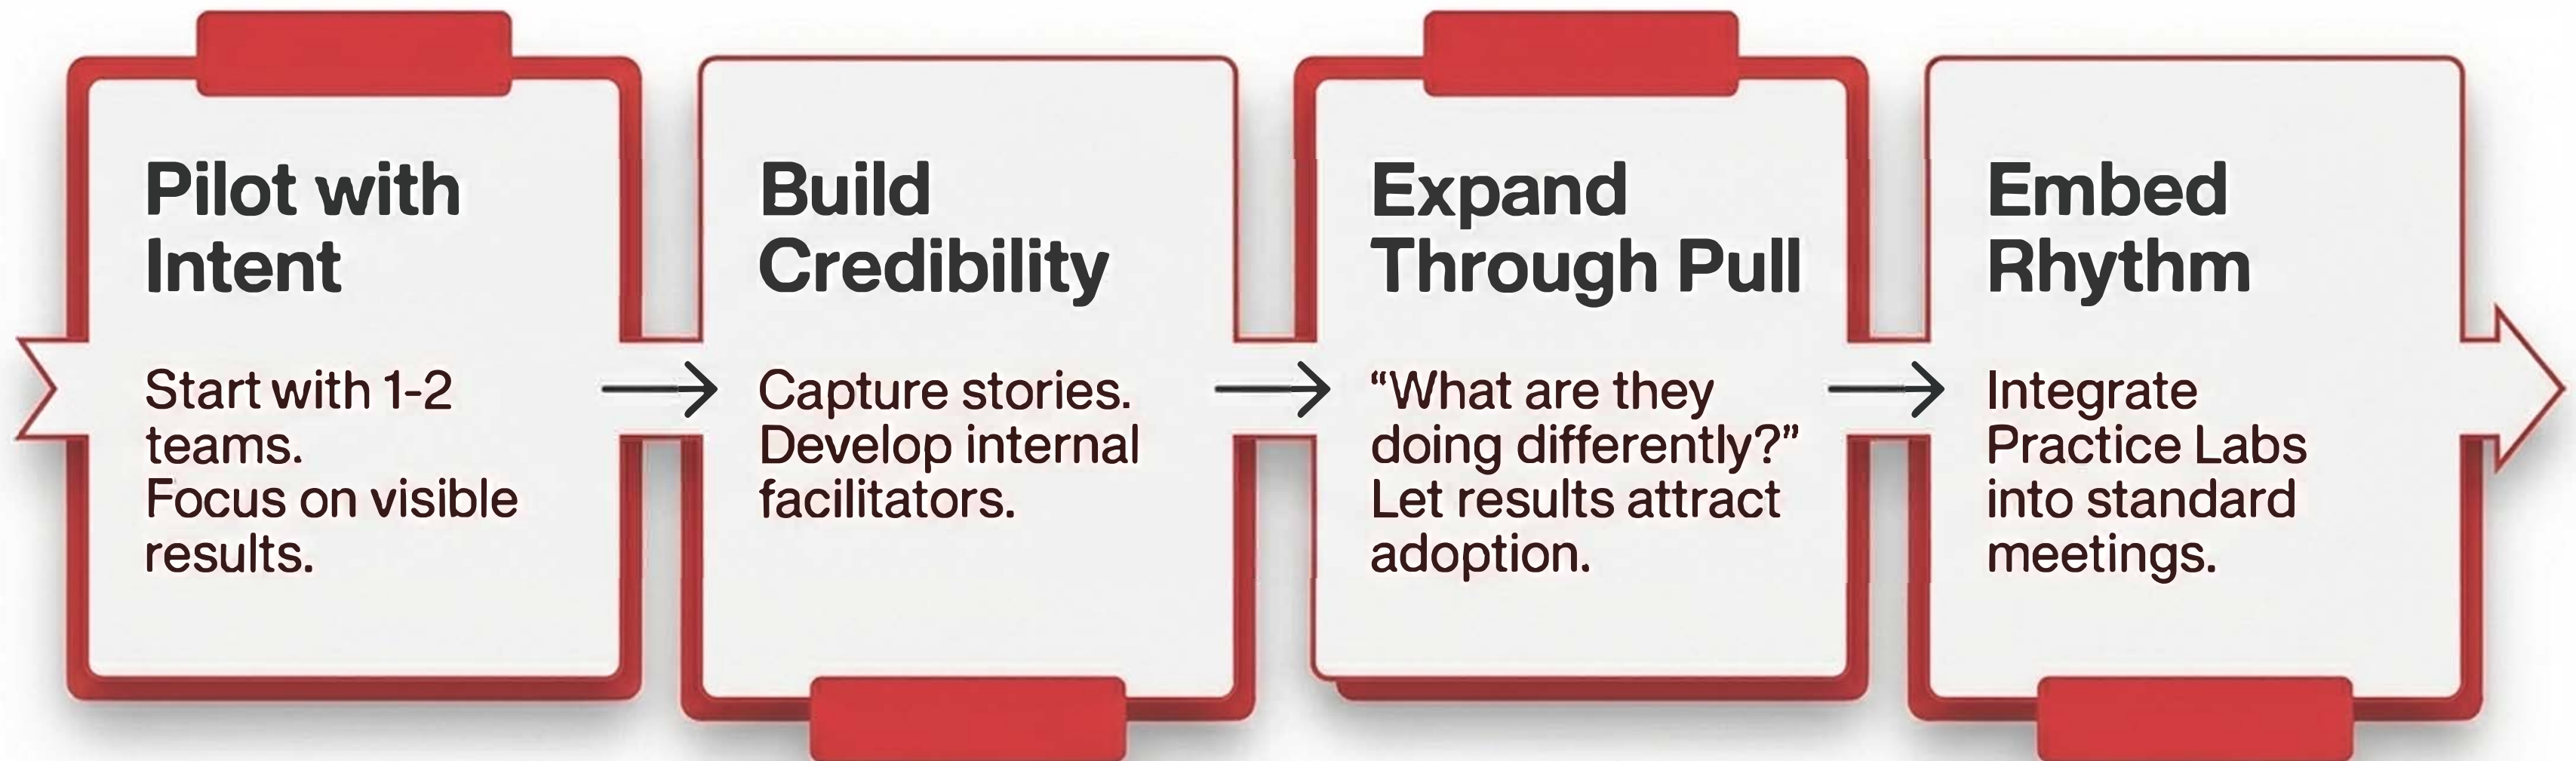 Pilot with
Intent
Start with 1-2
teams.
Focus on visible
results.
Build
Credibility
Capture stories.
Develop internal
facilitators.
Expand
Through Pull
“What are they
doing differently?”
Let results attract
adoption.
Embed
Rhythm
Integrate
Practice Labs
into standard
meetings.